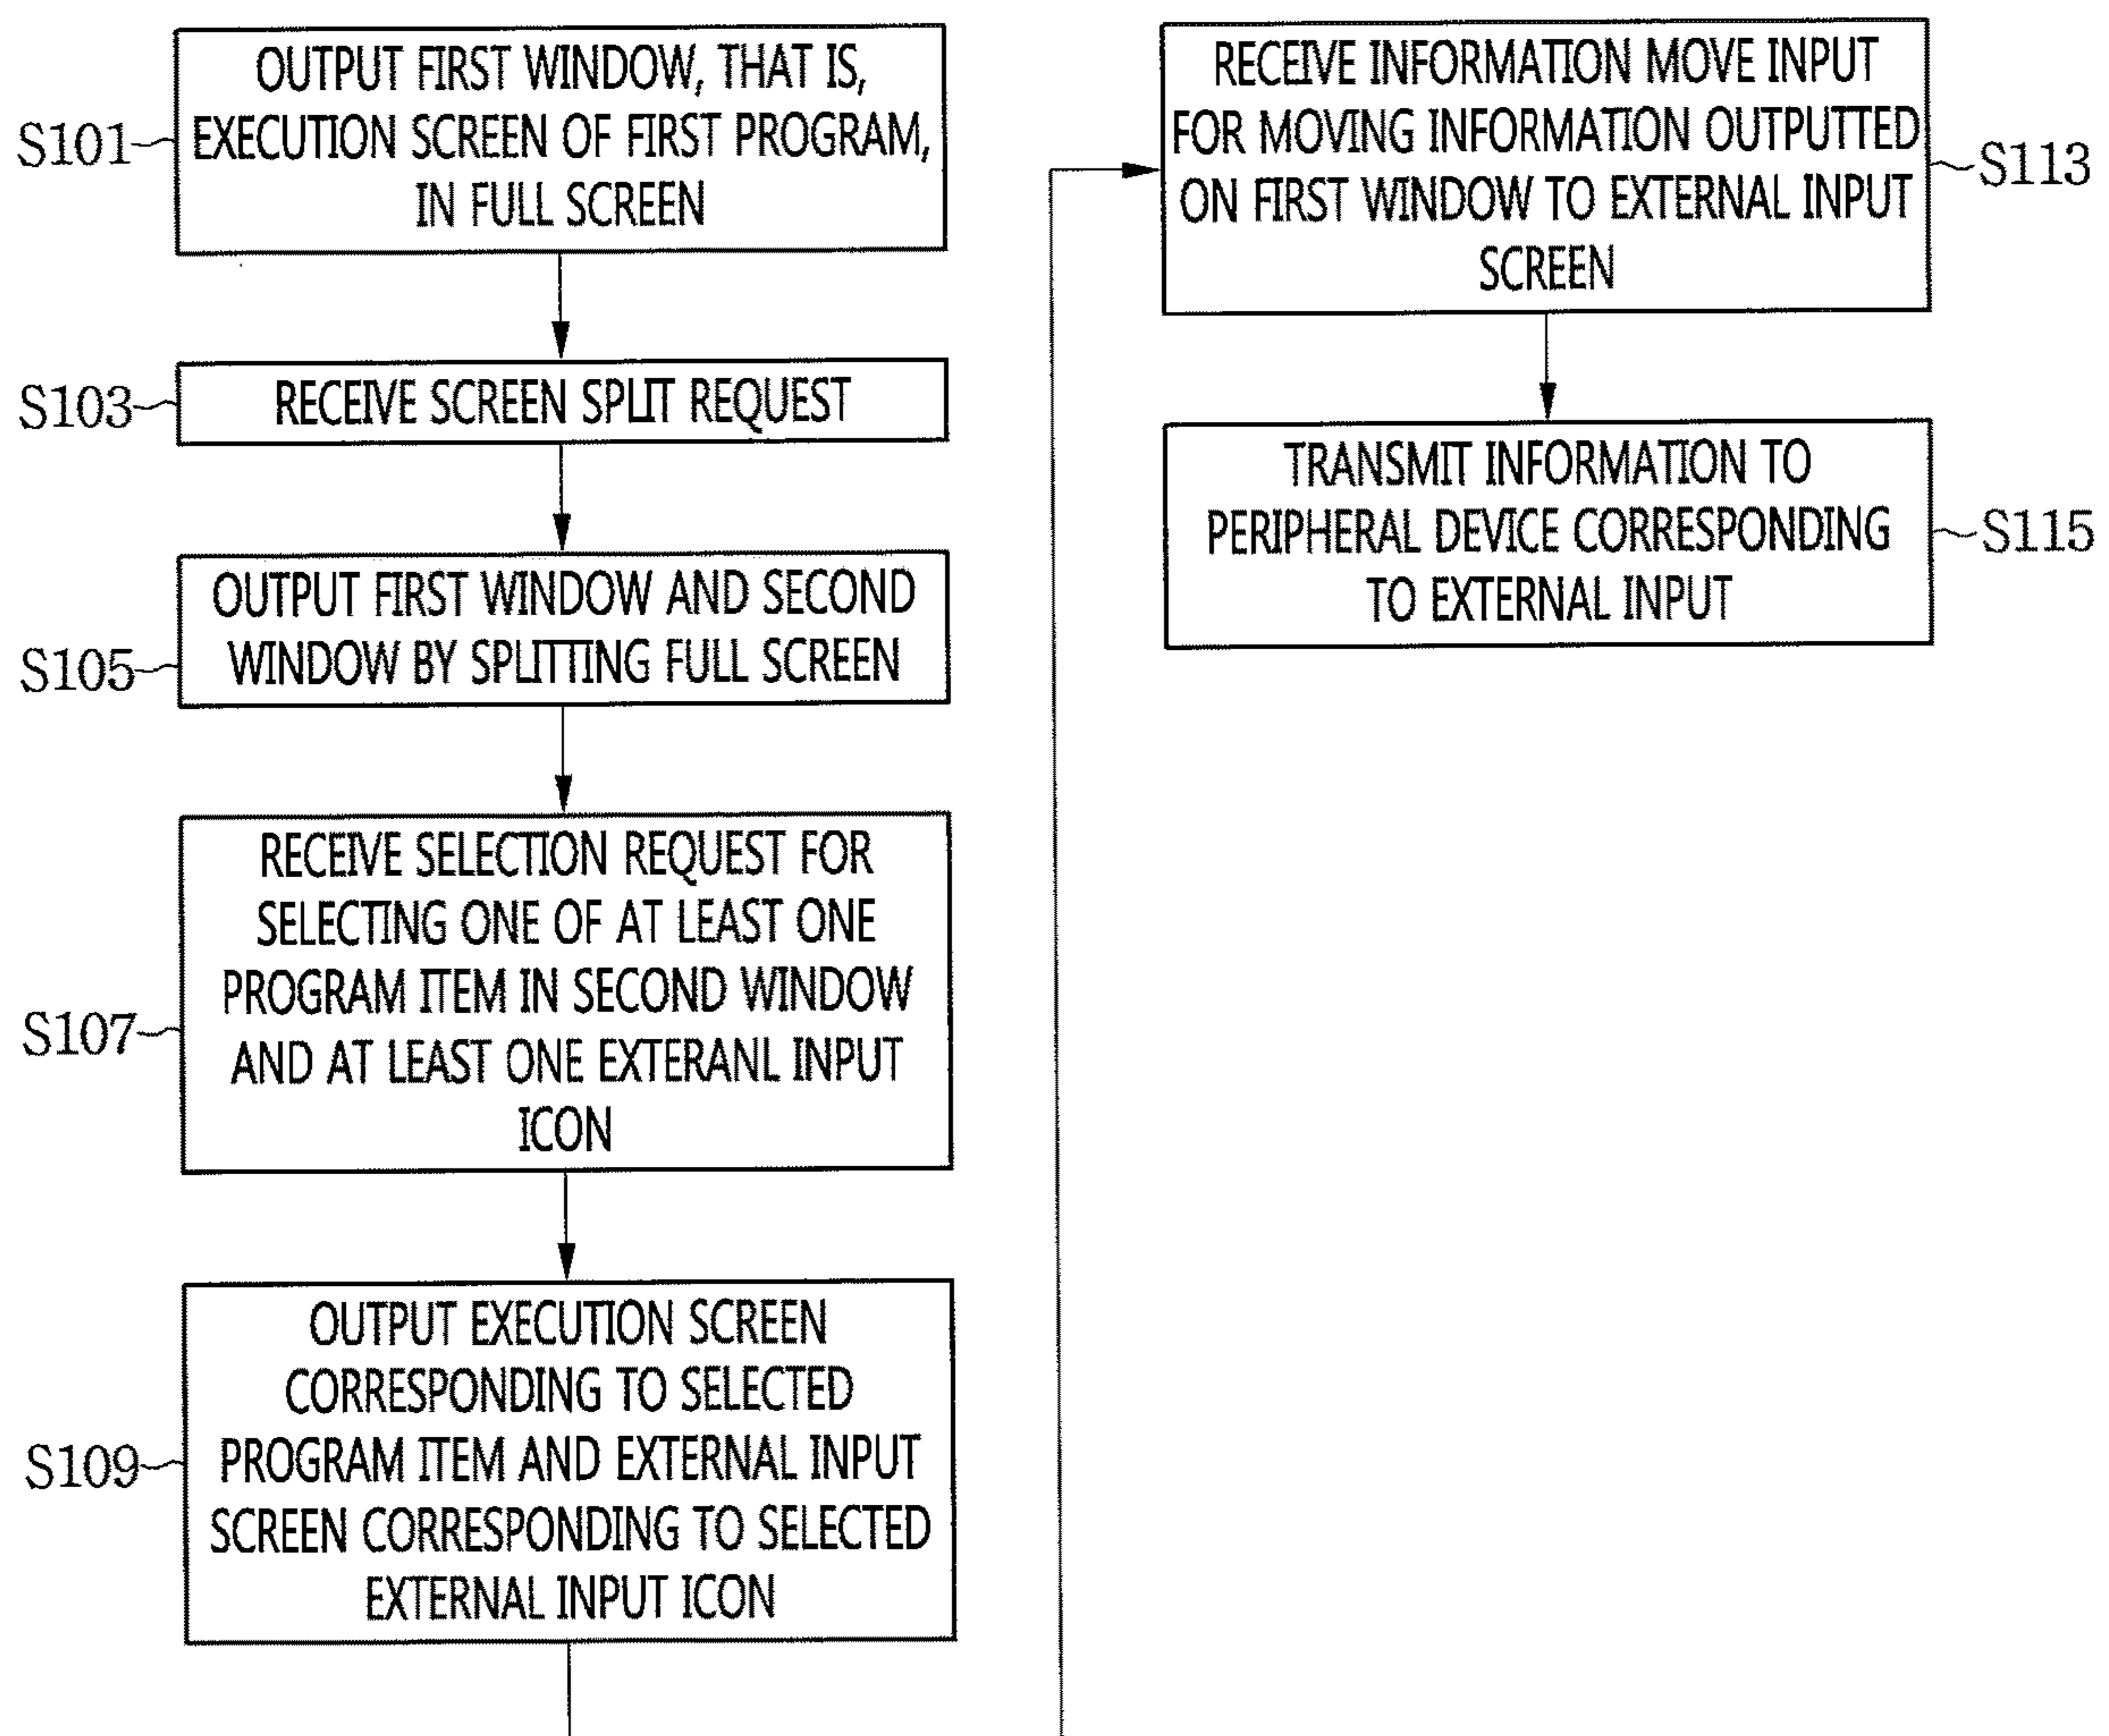 OUTPUT FIRST WINDOW, THAT IS,
EXECUTION SCREEN OF FIRST PROGRAM,
IN FULL SCREEN
S101
RECEIVE SCREEN SPLIT REQUEST
S103
OUTPUT FIRST WINDOW AND SECOND
WINDOW BY SPLITTING FULL SCREEN
S105
RECEIVE SELECTION REQUEST FOR
SELECTING ONE OF AT LEAST ONE
PROGRAM ITEM IN SECOND WINDOW
AND AT LEAST ONE EXTERANL INPUT
ICON
S107
OUTPUT EXECUTION SCREEN
CORRESPONDING TO SELECTED
PROGRAM ITEM AND EXTERNAL INPUT
SCREEN CORRESPONDING TO SELECTED
EXTERNAL INPUT ICON
S109
RECEIVE INFORMATION MOVE INPUT
FOR MOVING INFORMATION OUTPUTTED
ON FIRST WINDOW TO EXTERNAL INPUT
SCREEN
S113
TRANSMIT INFORMATION TO
PERIPHERAL DEVICE CORRESPONDING
TO EXTERNAL INPUT
S115